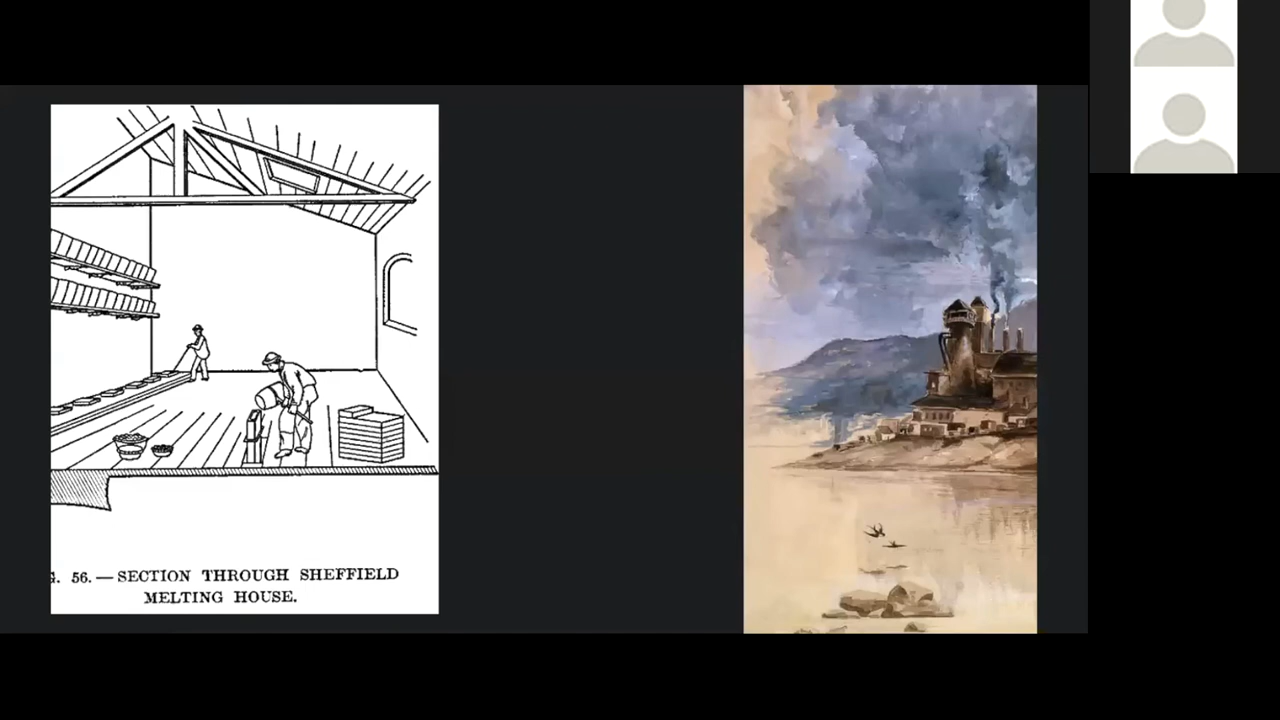 . 56. — SECTION THROUGH SHEFFIELD
MELTING HOUSE.